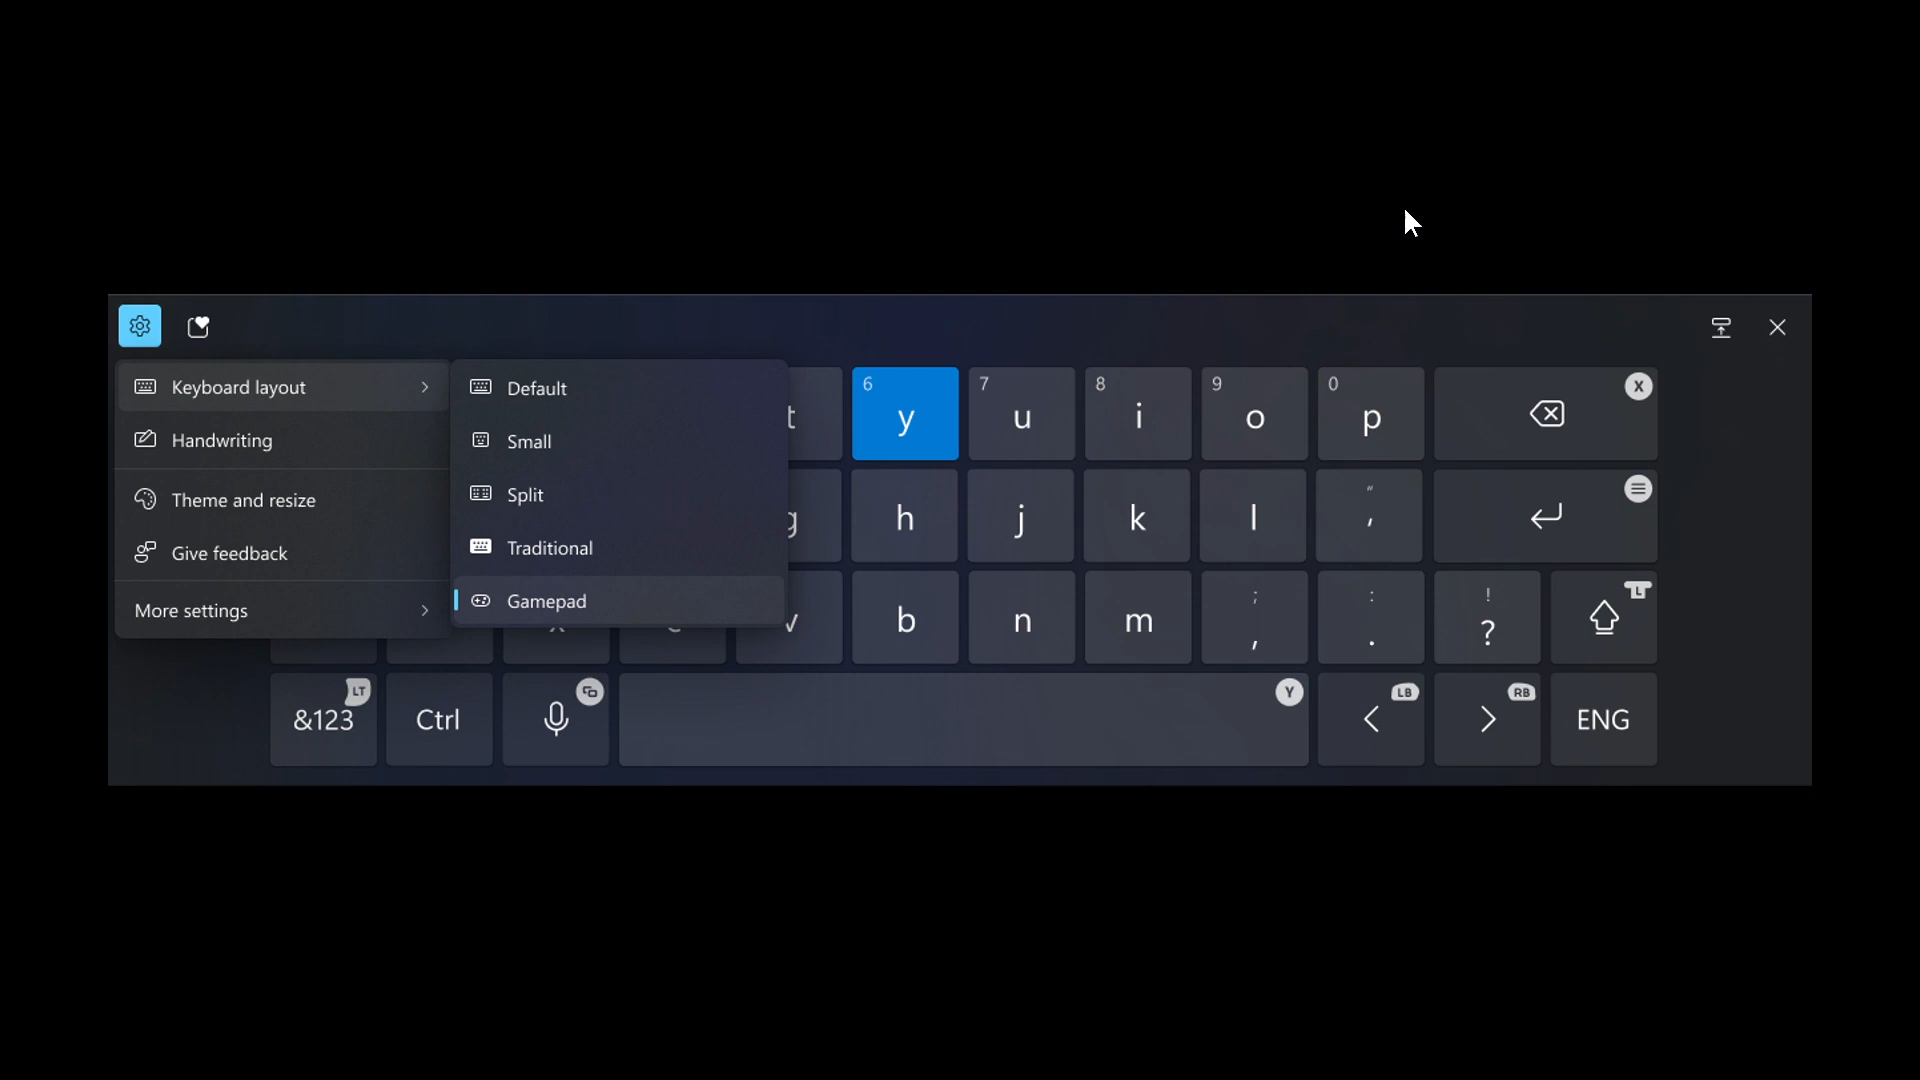 Keyboard layout
Handwriting
Theme and resize
Give feedback
More settings
Default
Small
Split
Traditional
Gamepad
t 6 y 7 u 8 i 9 o 0 p X
g h j k l " '
v b n m ; , : . ! ? L
&123 LT Ctrl Y LB RB ENG